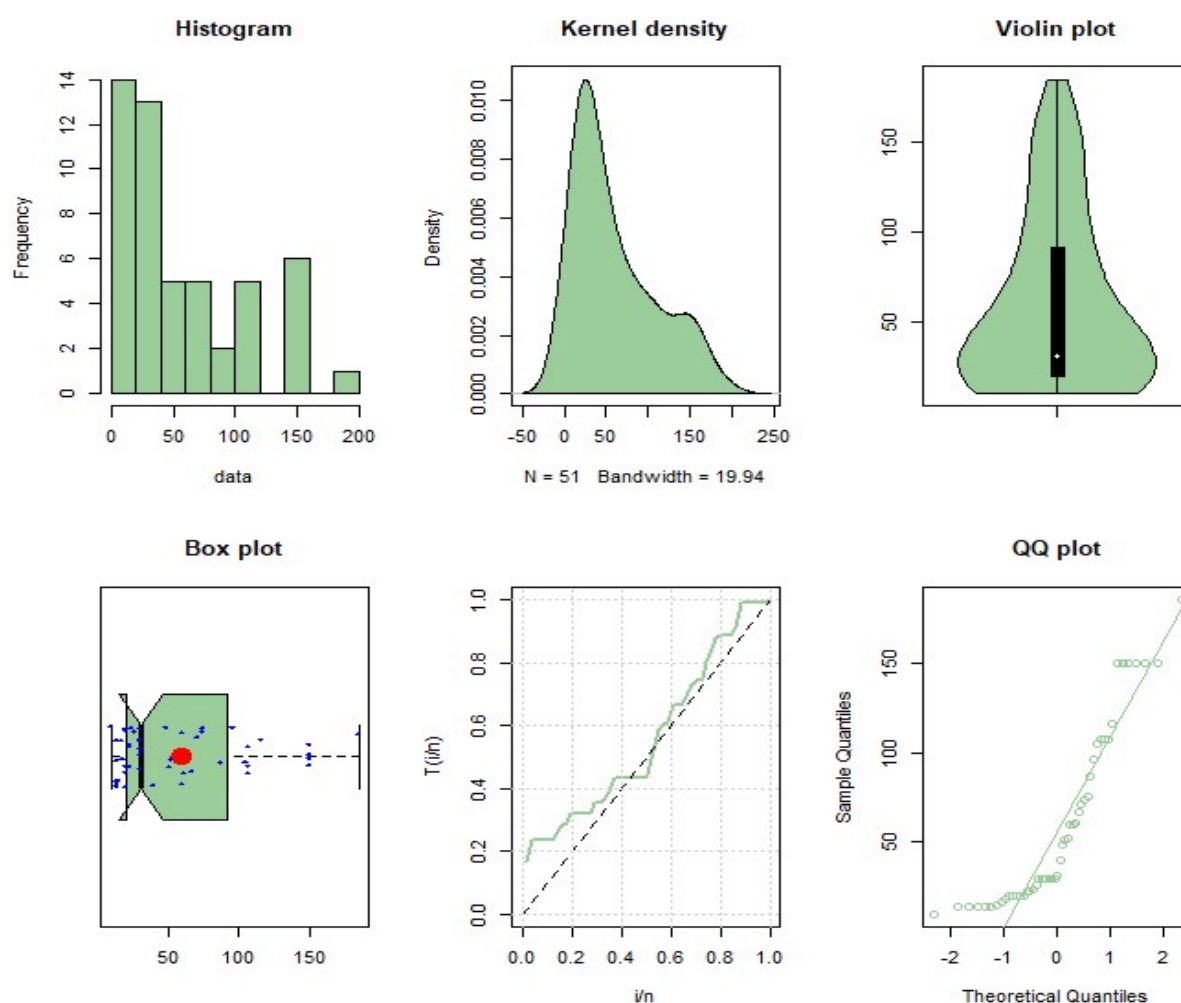 Histogram
Frequency
0 2 4 6 8 10 12 14
0 50 100 150 200
data
Kernel density
Density
0.000 0.002 0.004 0.006 0.008 0.010
-50 0 50 150 250
N = 51 Bandwidth = 19.94
Violin plot
50 100 150
Box plot
50 100 150
T(i/n)
0.0 0.2 0.4 0.6 0.8 1.0
0.0 0.2 0.4 0.6 0.8 1.0
i/n
QQ plot
Sample Quantiles
50 100 150
-2 -1 0 1 2
Theoretical Quantiles